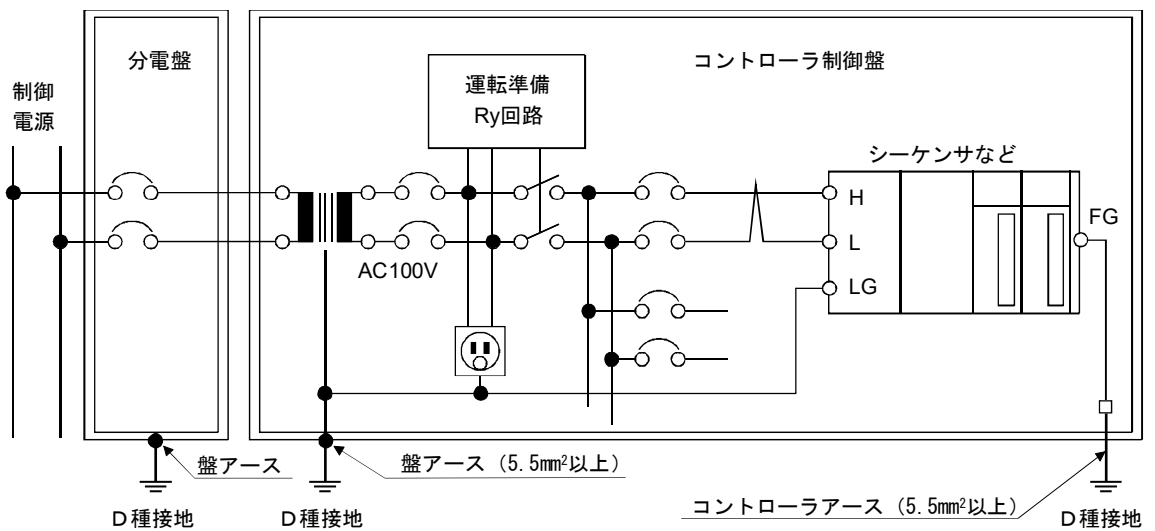 分電盤
コントローラ制御盤
制御
電源
運転準備
Ry回路
シーケンサなど
H
L
LG
FG
AC100V
盤アース
盤アース（5.5mm²以上）
コントローラアース（5.5mm²以上）
D種接地
D種接地
D種接地